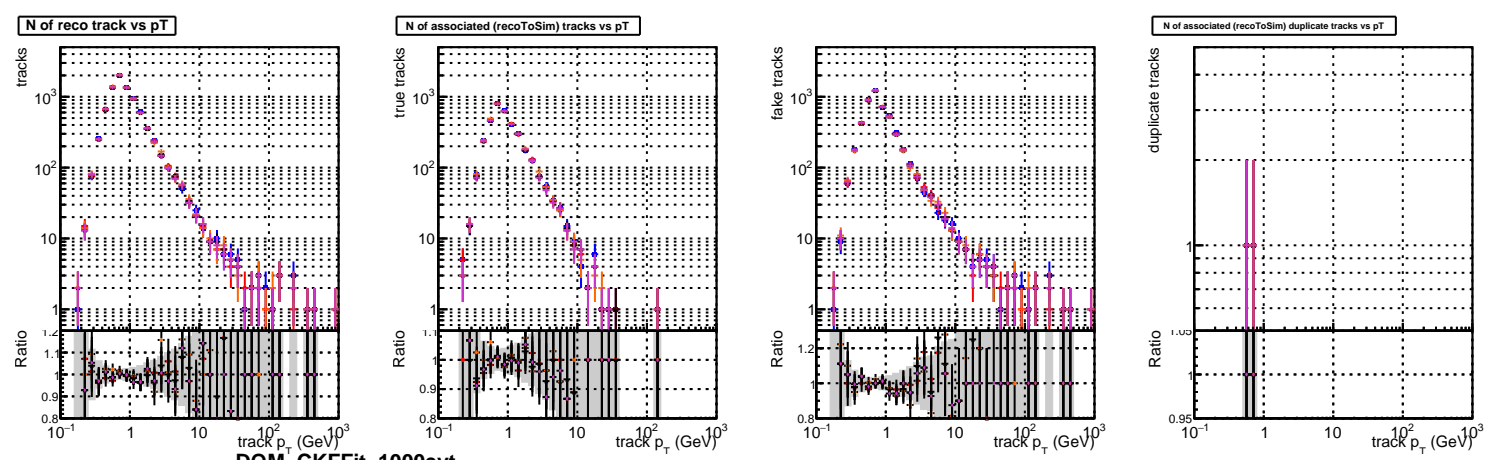 N of reco track vs pT
tracks
10³
10²
10
1
Ratio
1.2
1.1
1
0.9
0.8
10⁻¹ 1 10 10² 10³
track p_T (GeV)
N of associated (recoToSim) tracks vs pT
true tracks
10³
10²
10
1
Ratio
1.1
1
0.9
0.8
10⁻¹ 1 10 10² 10³
track p_T (GeV)
fake tracks
10³
10²
10
1
Ratio
1.2
1
0.8
10⁻¹ 1 10 10² 10³
track p_T (GeV)
N of associated (recoToSim) duplicate tracks vs pT
duplicate tracks
1
Ratio
1.05
1
0.95
10⁻¹ 1 10 10² 10³
track p_T (GeV)